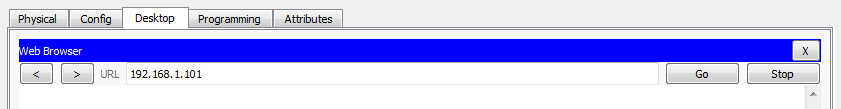 Physical Config Desktop Programming Attributes
Web Browser X
< > URL 192.168.1.101 Go Stop